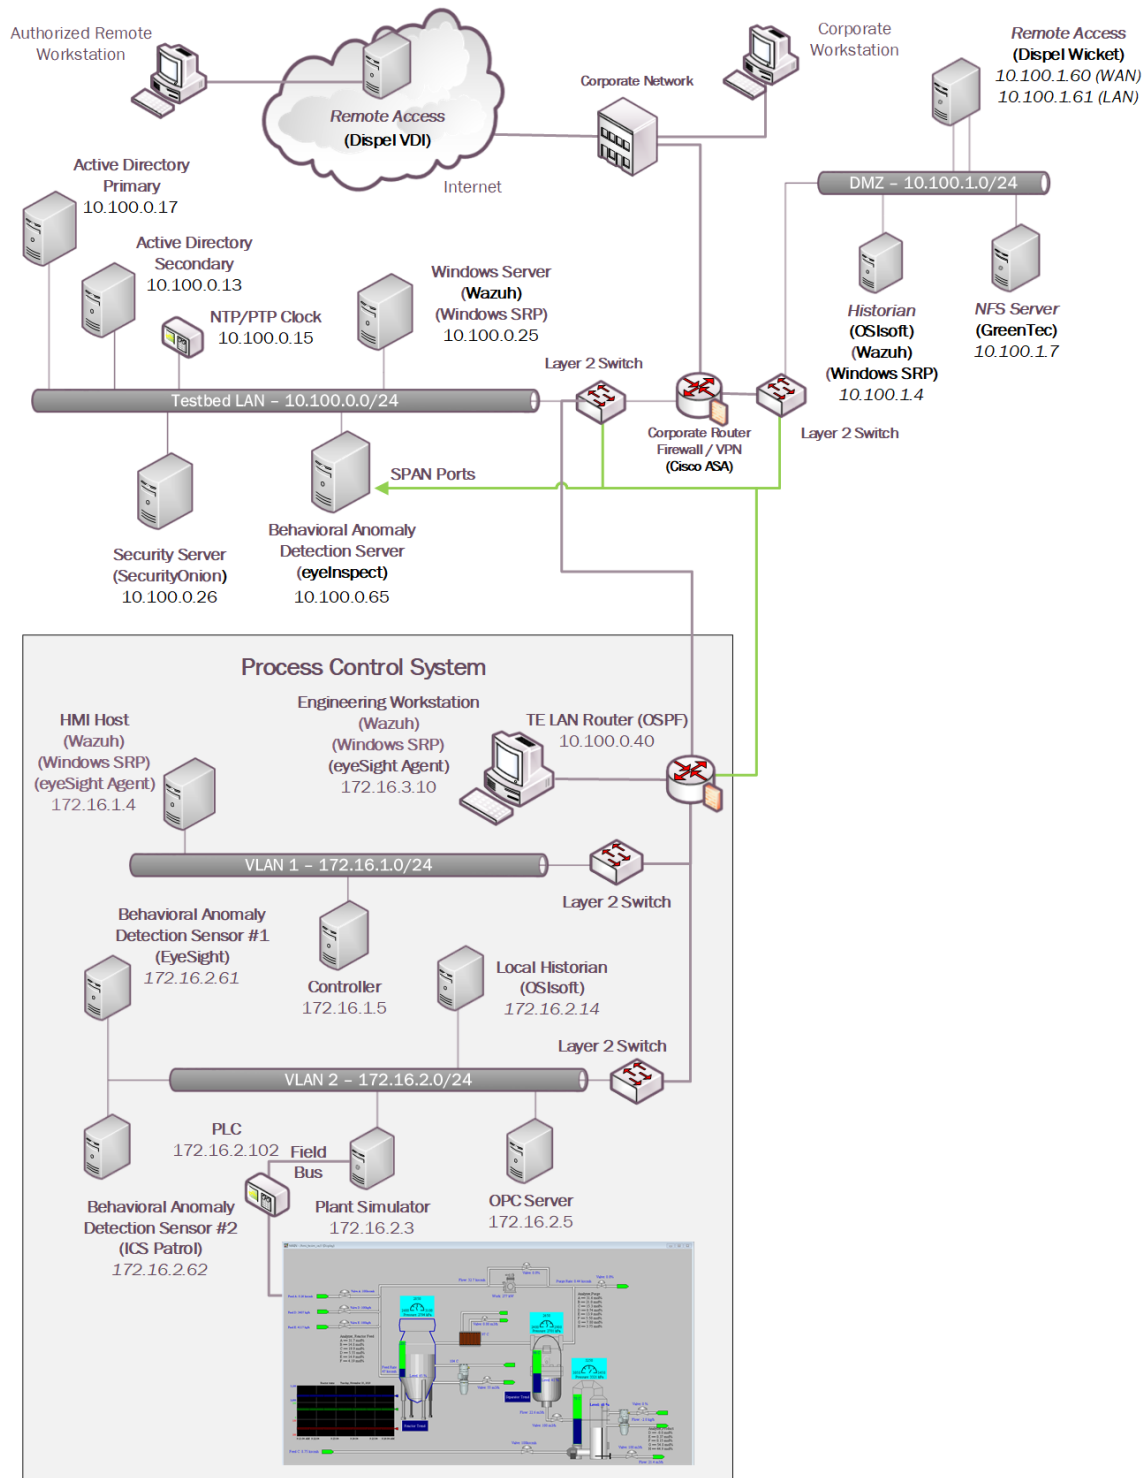 Authorized Remote
Workstation
Remote Access
(Dispel VDI)
Internet
Corporate Network
Corporate
Workstation
Remote Access
(Dispel Wicket)
10.100.1.60 (WAN)
10.100.1.61 (LAN)
DMZ – 10.100.1.0/24
Active Directory
Primary
10.100.0.17
Active Directory
Secondary
10.100.0.13
NTP/PTP Clock
10.100.0.15
Windows Server
(Wazuh)
(Windows SRP)
10.100.0.25
Historian
(OSIsoft)
(Wazuh)
(Windows SRP)
10.100.1.4
NFS Server
(GreenTec)
10.100.1.7
Layer 2 Switch
Testbed LAN – 10.100.0.0/24
Corporate Router
Firewall / VPN
(Cisco ASA)
Layer 2 Switch
SPAN Ports
Security Server
(SecurityOnion)
10.100.0.26
Behavioral Anomaly
Detection Server
(eyeInspect)
10.100.0.65
Process Control System
HMI Host
(Wazuh)
(Windows SRP)
(eyeSight Agent)
172.16.1.4
Engineering Workstation
(Wazuh)
(Windows SRP)
(eyeSight Agent)
172.16.3.10
TE LAN Router (OSPF)
10.100.0.40
VLAN 1 – 172.16.1.0/24
Layer 2 Switch
Behavioral Anomaly
Detection Sensor #1
(EyeSight)
172.16.2.61
Controller
172.16.1.5
Local Historian
(OSIsoft)
172.16.2.14
Layer 2 Switch
VLAN 2 – 172.16.2.0/24
PLC
172.16.2.102
Field
Bus
Behavioral Anomaly
Detection Sensor #2
(ICS Patrol)
172.16.2.62
Plant Simulator
172.16.2.3
OPC Server
172.16.2.5